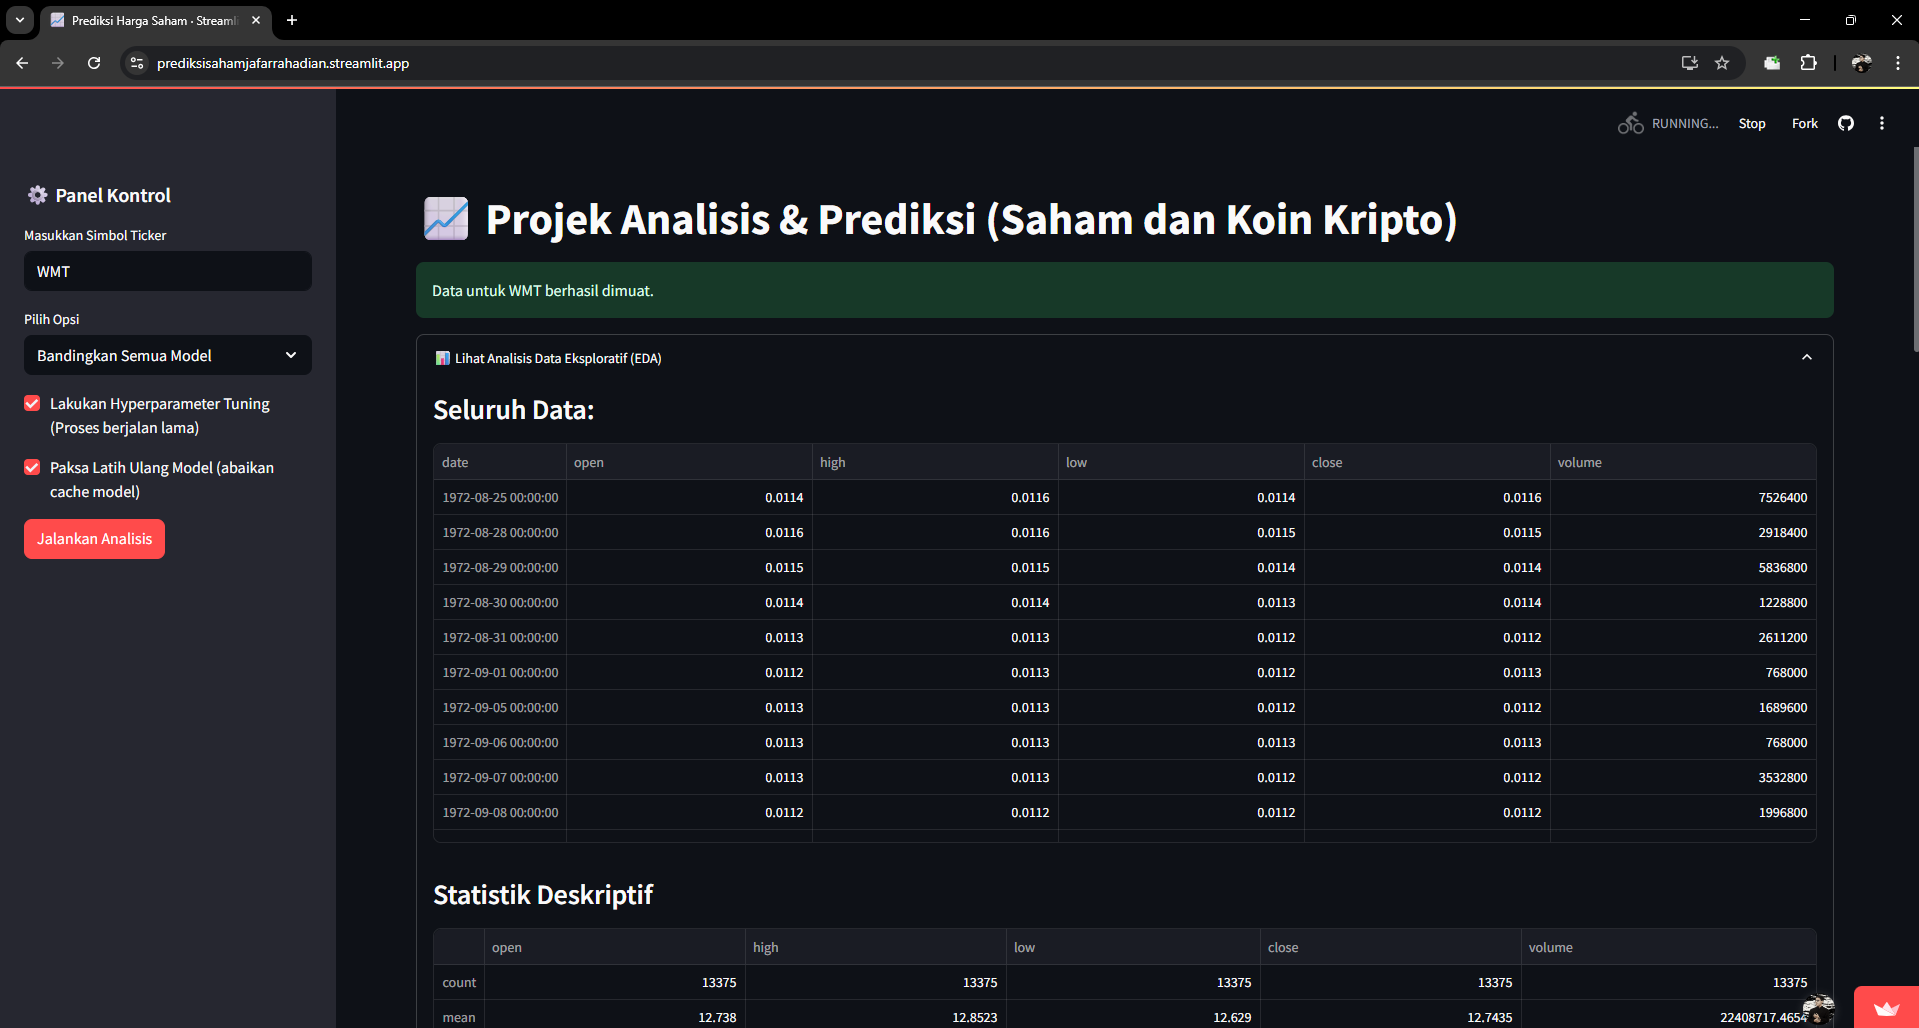 Prediksi Harga Saham · Streaml
prediksisahamjafarrahadian.streamlit.app
RUNNING... Stop Fork
Panel Kontrol
Masukkan Simbol Ticker
WMT
Pilih Opsi
Bandingkan Semua Model
Lakukan Hyperparameter Tuning
(Proses berjalan lama)
Paksa Latih Ulang Model (abaikan
cache model)
Jalankan Analisis
Projek Analisis & Prediksi (Saham dan Koin Kripto)
Data untuk WMT berhasil dimuat.
Lihat Analisis Data Eksploratif (EDA)
Seluruh Data:
date open high low close volume
1972-08-25 00:00:00 0.0114 0.0116 0.0114 0.0116 7526400
1972-08-28 00:00:00 0.0116 0.0116 0.0115 0.0115 2918400
1972-08-29 00:00:00 0.0115 0.0115 0.0114 0.0114 5836800
1972-08-30 00:00:00 0.0114 0.0114 0.0113 0.0114 1228800
1972-08-31 00:00:00 0.0113 0.0113 0.0112 0.0112 2611200
1972-09-01 00:00:00 0.0112 0.0113 0.0112 0.0113 768000
1972-09-05 00:00:00 0.0113 0.0113 0.0112 0.0112 1689600
1972-09-06 00:00:00 0.0113 0.0113 0.0113 0.0113 768000
1972-09-07 00:00:00 0.0113 0.0113 0.0112 0.0112 3532800
1972-09-08 00:00:00 0.0112 0.0112 0.0112 0.0112 1996800
Statistik Deskriptif
open high low close volume
count 13375 13375 13375 13375 13375
mean 12.738 12.8523 12.629 12.7435 22408717.4654